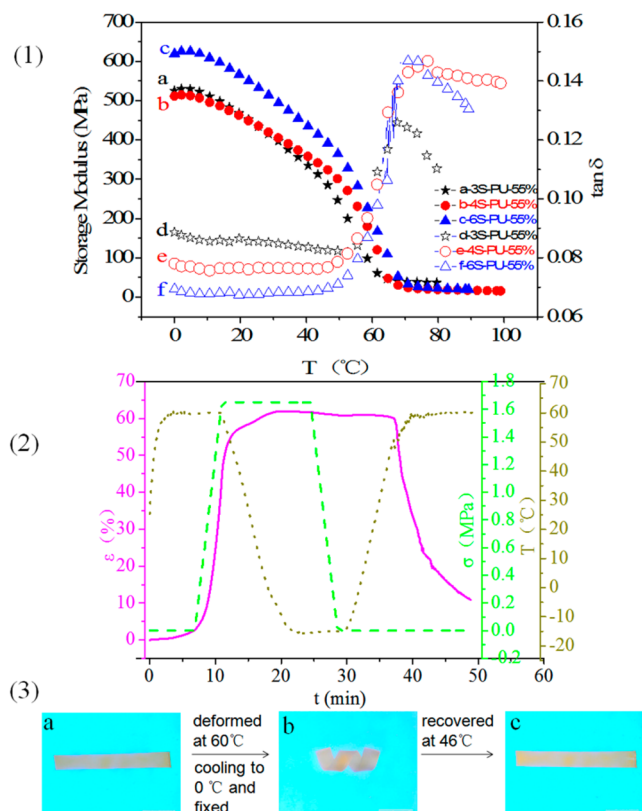 (1)
700
600
500
400
300
200
100
0
Storage Modulus (MPa)
c
a
b
d
e
f
0.16
0.14
0.12
0.10
0.08
0.06
tan δ
a-3S-PU-55%
b-4S-PU-55%
c-6S-PU-55%
d-3S-PU-55%
e-4S-PU-55%
f-6S-PU-55%
0 20 40 60 80 100
T (℃)
(2)
70
60
50
40
30
20
10
0
ε (%)
1.8
1.6
1.4
1.2
1.0
0.8
0.6
0.4
0.2
0.0
0.2
σ (MPa)
70
60
50
40
30
20
10
0
-10
-20
T (℃)
0 10 20 30 40 50 60
t (min)
(3)
a
deformed
at 60℃
cooling to
0 ℃ and
fixed
b
recovered
at 46℃
c